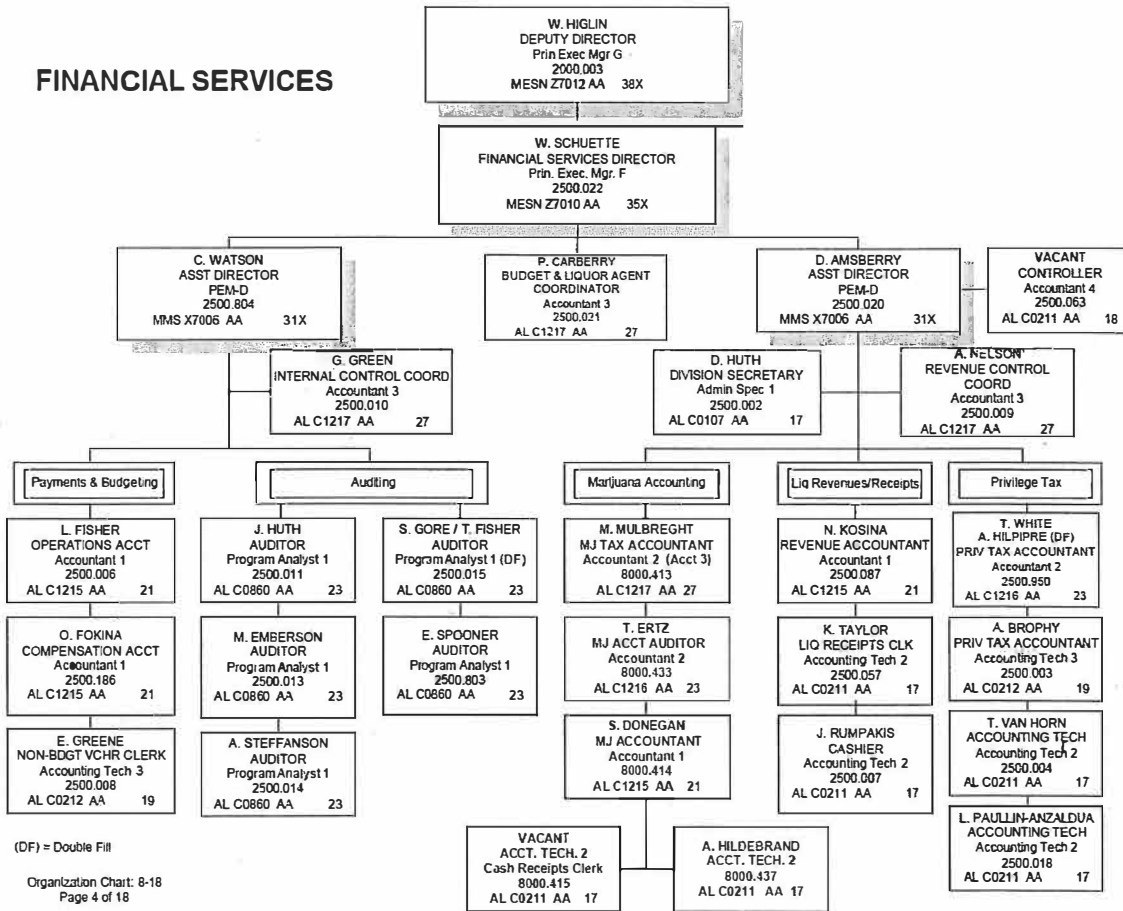 FINANCIAL SERVICES
W. HIGLIN
DEPUTY DIRECTOR
Prin Exec Mgr G
2000.003
MESN Z7012 AA 38X
W. SCHUETTE
FINANCIAL SERVICES DIRECTOR
Prin. Exec. Mgr. F
2500.022
MESN Z7010 AA 35X
C. WATSON
ASST DIRECTOR
PEM-D
2500.804
MMS X7006 AA 31X
P. CARBERRY
BUDGET & LIQUOR AGENT
COORDINATOR
Accountant 3
2500.021
AL C1217 AA 27
D. AMSBERRY
ASST DIRECTOR
PEM-D
2500.020
MMS X7006 AA 31X
VACANT
CONTROLLER
Accountant 4
2500.063
AL C0211 AA 18
G. GREEN
INTERNAL CONTROL COORD
Accountant 3
2500.010
AL C1217 AA 27
D. HUTH
DIVISION SECRETARY
Admin Spec 1
2500.002
AL C0107 AA 17
A. NELSON
REVENUE CONTROL
COORD
Accountant 3
2500.009
AL C1217 AA 27
Payments & Budgeting
L. FISHER
OPERATIONS ACCT
Accountant 1
2500.006
AL C1215 AA 21
O. FOKINA
COMPENSATION ACCT
Accountant 1
2500.186
AL C1215 AA 21
E. GREENE
NON-BDGT VCHR CLERK
Accounting Tech 3
2500.008
AL C0212 AA 19
Auditing
J. HUTH
AUDITOR
Program Analyst 1
2500.011
AL C0860 AA 23
M. EMBERSON
AUDITOR
Program Analyst 1
2500.013
AL C0860 AA 23
A. STEFFANSON
AUDITOR
Program Analyst 1
2500.014
AL C0860 AA 23
S. GORE / T. FISHER
AUDITOR
Program Analyst 1 (DF)
2500.015
AL C0860 AA 23
E. SPOONER
AUDITOR
Program Analyst 1
2500.803
AL C0860 AA 23
Marijuana Accounting
M. MULBREGHT
MJ TAX ACCOUNTANT
Accountant 2 (Acct 3)
8000.413
AL C1217 AA 27
T. ERTZ
MJ ACCT AUDITOR
Accountant 2
8000.433
AL C1216 AA 23
S. DONEGAN
MJ ACCOUNTANT
Accountant 1
8000.414
AL C1215 AA 21
VACANT
ACCT. TECH. 2
Cash Receipts Clerk
8000.415
AL C0211 AA 17
A. HILDEBRAND
ACCT. TECH. 2
8000.437
AL C0211 AA 17
Liq Revenues/Receipts
N. KOSINA
REVENUE ACCOUNTANT
Accountant 1
2500.087
AL C1215 AA 21
K. TAYLOR
LIQ RECEIPTS CLK
Accounting Tech 2
2500.057
AL C0211 AA 17
J. RUMPAKIS
CASHIER
Accounting Tech 2
2500.007
AL C0211 AA 17
Privilege Tax
T. WHITE
A. HILPIPRE (DF)
PRIV TAX ACCOUNTANT
Accountant 2
2500.950
AL C1216 AA 23
A. BROPHY
PRIV TAX ACCOUNTANT
Accounting Tech 3
2500.003
AL C0212 AA 19
T. VAN HORN
ACCOUNTING TECH
Accounting Tech 2
2500.004
AL C0211 AA 17
L. PAULLIN-ANZALDUA
ACCOUNTING TECH
Accounting Tech 2
2500.018
AL C0211 AA 17
(DF) = Double Fill
Organization Chart: 8-18
Page 4 of 18